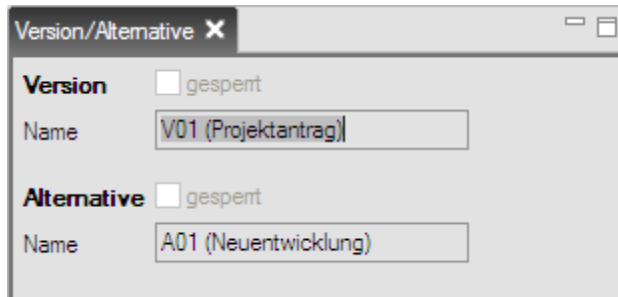 Version/Alternative
Version gesperrt
Name V01 (Projektantrag)
Alternative gesperrt
Name A01 (Neuentwicklung)